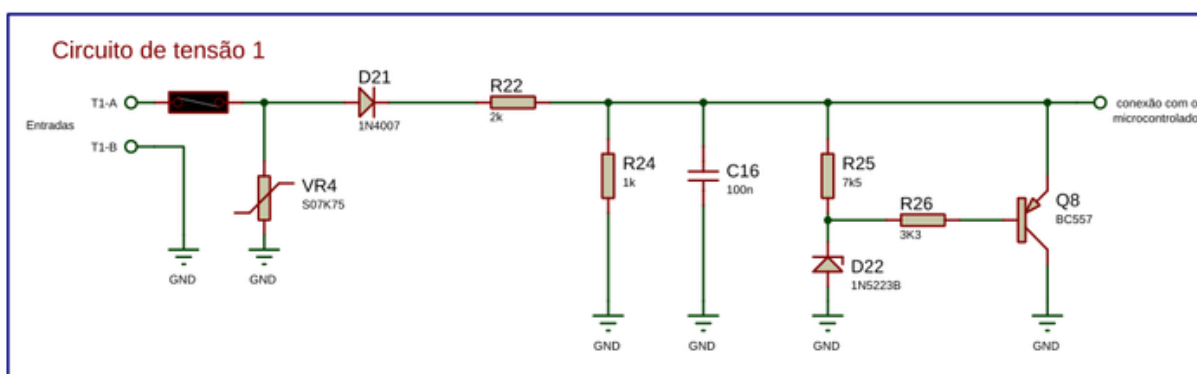 Circuito de tensão 1
D21
1N4007
R22
2k
T1-A
Entradas
T1-B
conexão com o
microcontrolado
VR4
S07K75
R24
1k
C16
100n
R25
7k5
R26
3K3
Q8
BC557
D22
1N5223B
GND
GND
GND
GND
GND
GND